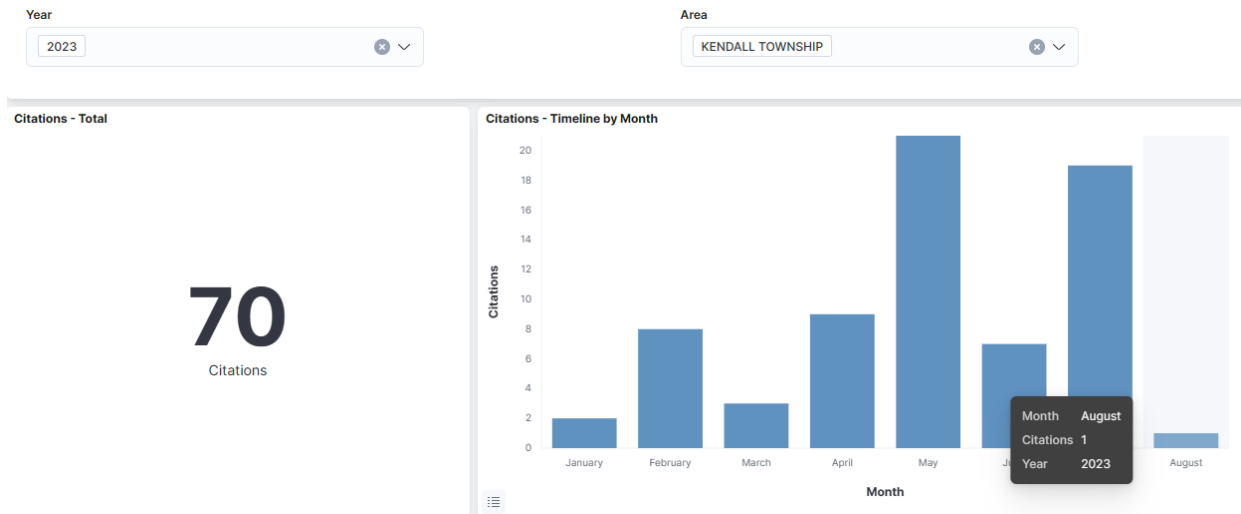 Year
Area
2023
KENDALL TOWNSHIP
Citations - Total
70
Citations
Citations - Timeline by Month
Citations
20
18
16
14
12
10
8
6
4
2
0
January
February
March
April
May
August
Month
Month August
Citations 1
Year 2023